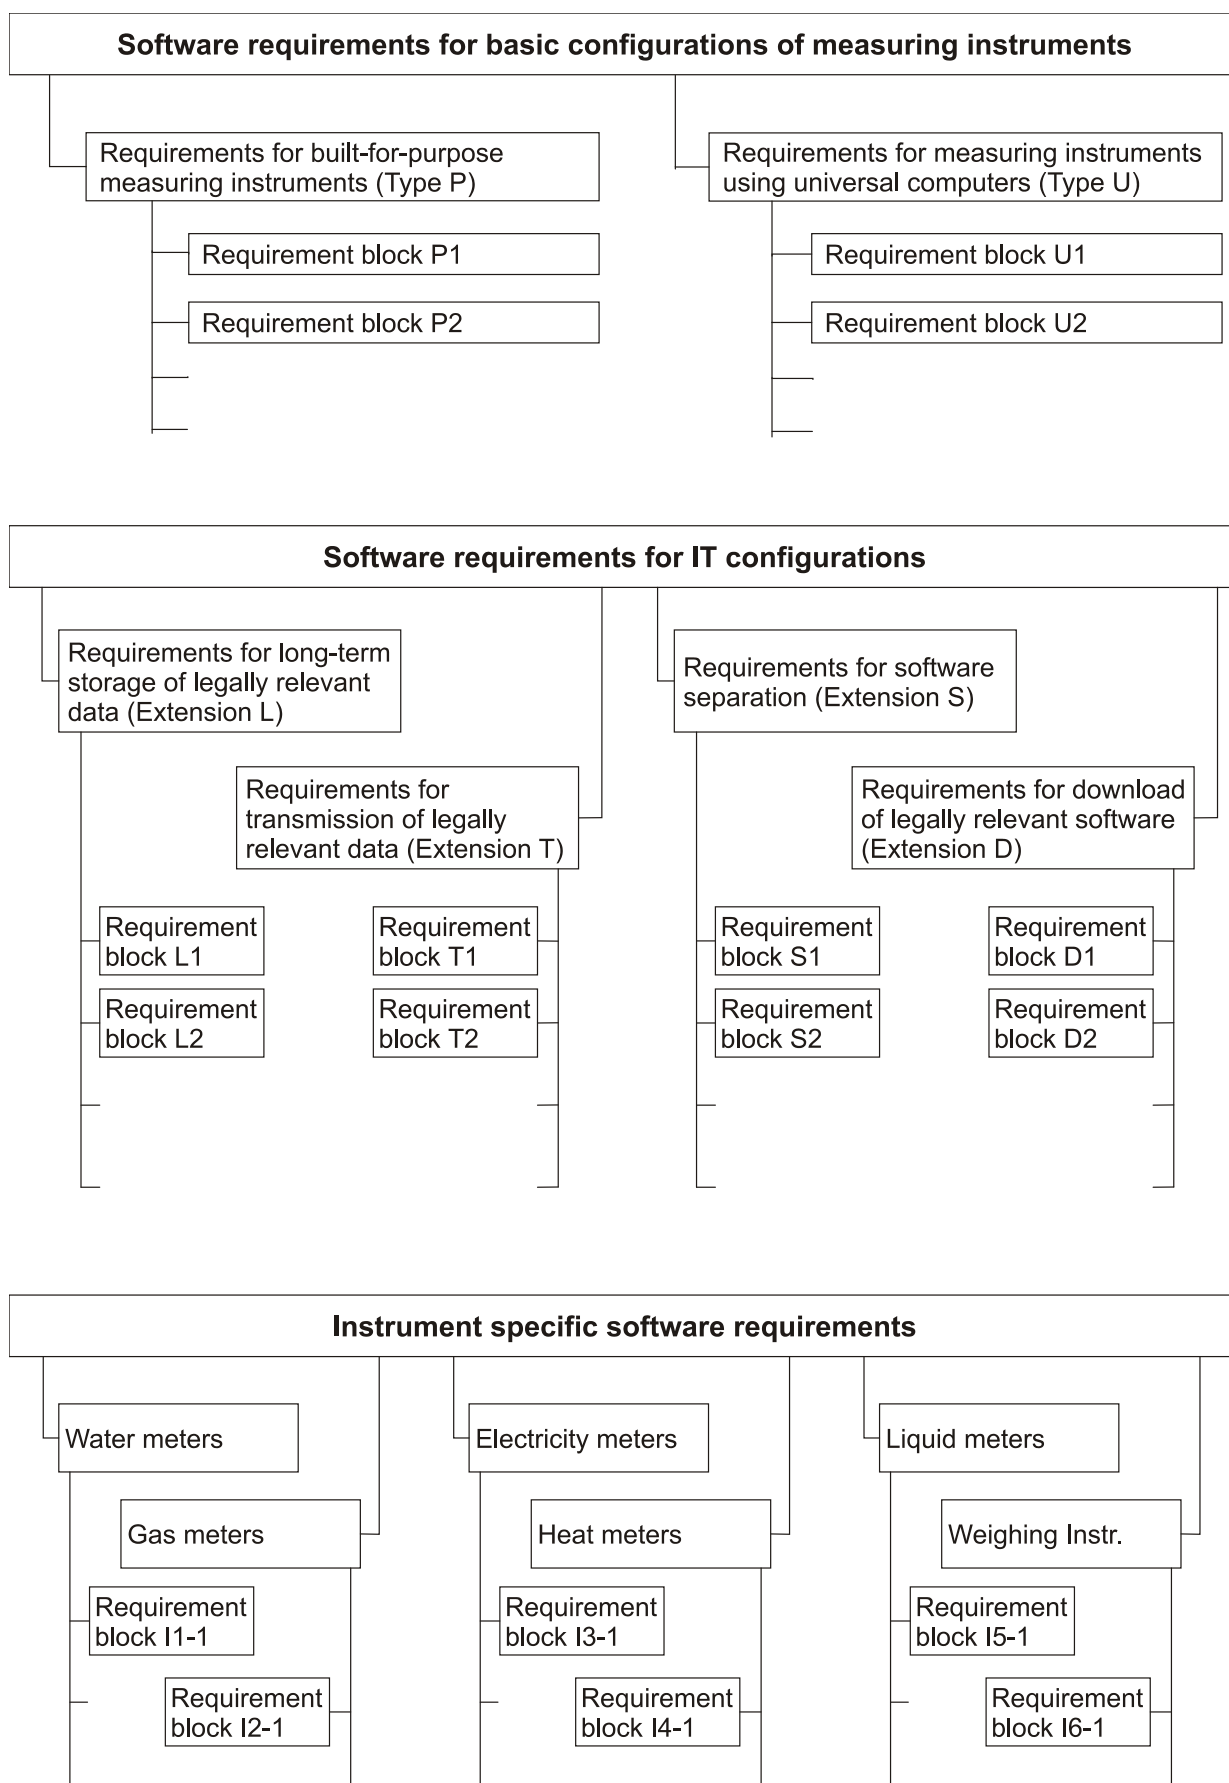 Software requirements for basic configurations of measuring instruments
Requirements for built-for-purpose
measuring instruments (Type P)
Requirement block P1
Requirement block P2
Requirements for measuring instruments
using universal computers (Type U)
Requirement block U1
Requirement block U2
Software requirements for IT configurations
Requirements for long-term
storage of legally relevant
data (Extension L)
Requirements for
transmission of legally
relevant data (Extension T)
Requirement
block L1
Requirement
block L2
Requirement
block T1
Requirement
block T2
Requirements for software
separation (Extension S)
Requirements for download
of legally relevant software
(Extension D)
Requirement
block S1
Requirement
block S2
Requirement
block D1
Requirement
block D2
Instrument specific software requirements
Water meters
Gas meters
Requirement
block I1-1
Requirement
block I2-1
Electricity meters
Heat meters
Requirement
block I3-1
Requirement
block I4-1
Liquid meters
Weighing Instr.
Requirement
block I5-1
Requirement
block I6-1